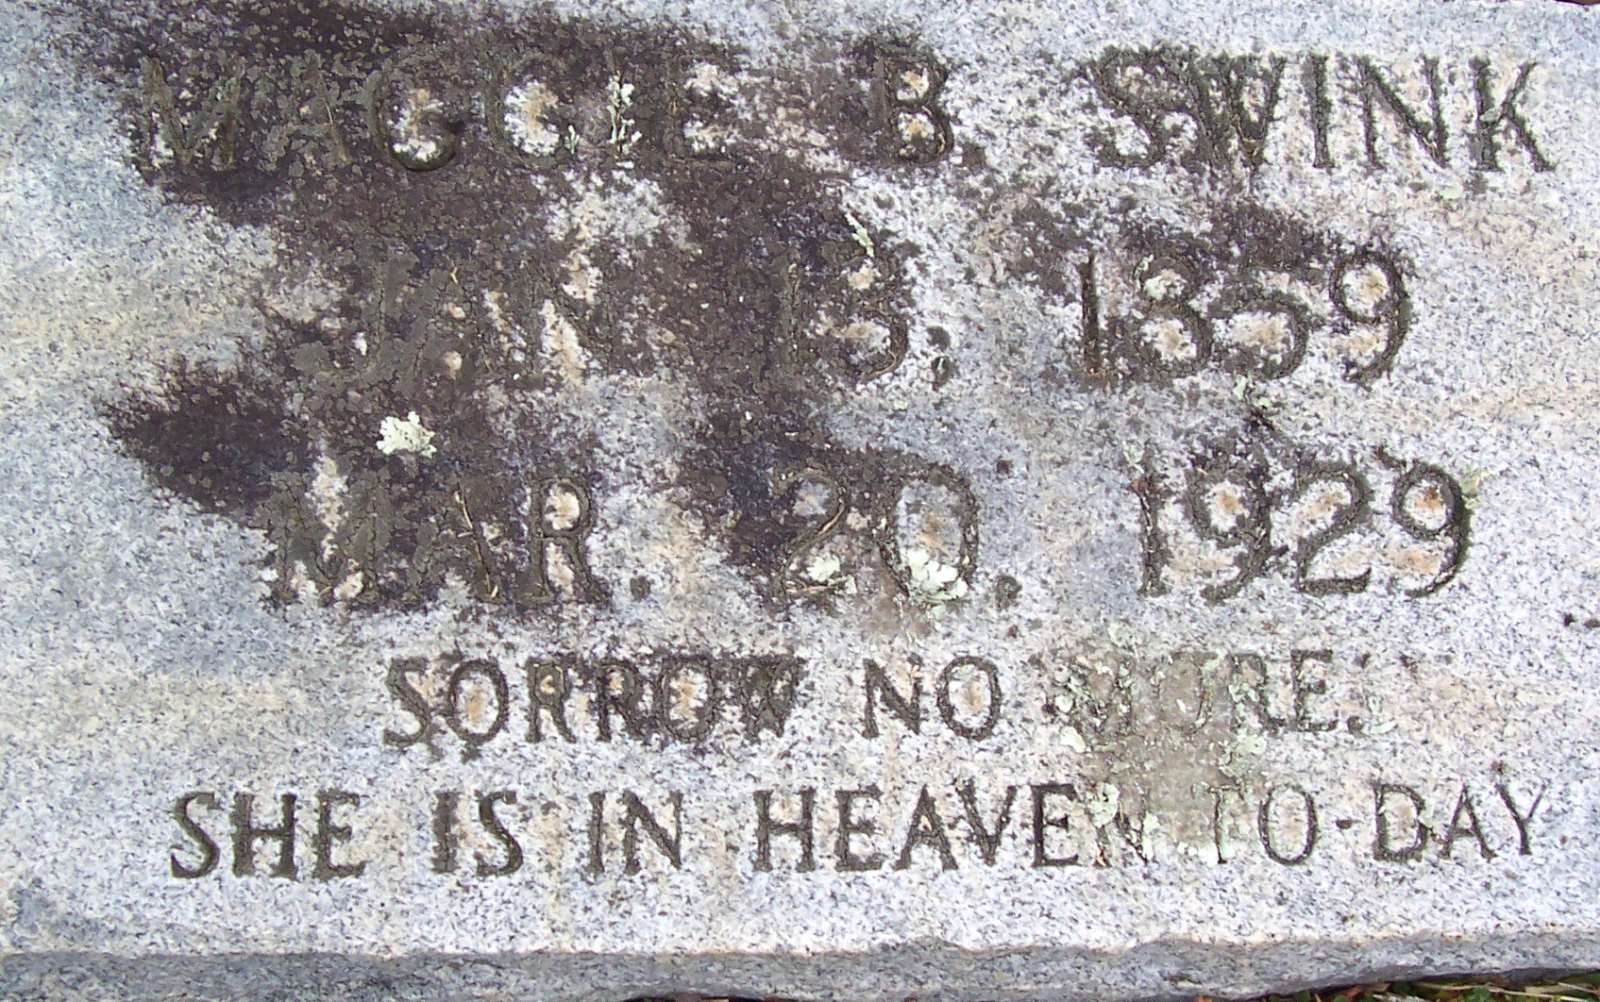 MAGGIE B. SWINK
JAN. 13. 1859
MAR. 20. 1929
SORROW NO MORE,
SHE IS IN HEAVEN TO-DAY